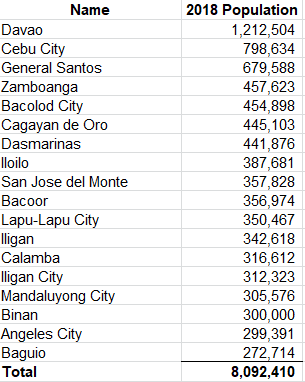 Name 2018 Population
Davao 1,212,504
Cebu City 798,634
General Santos 679,588
Zamboanga 457,623
Bacolod City 454,898
Cagayan de Oro 445,103
Dasmarinas 441,876
Iloilo 387,681
San Jose del Monte 357,828
Bacoor 356,974
Lapu-Lapu City 350,467
Iligan 342,618
Calamba 316,612
Iligan City 312,323
Mandaluyong City 305,576
Binan 300,000
Angeles City 299,391
Baguio 272,714
Total 8,092,410